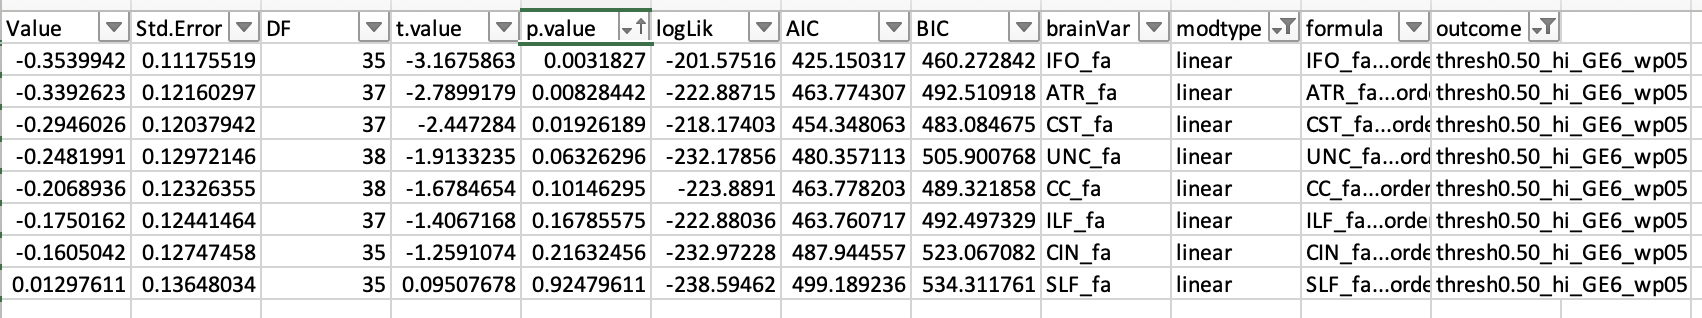 Value Std.Error DF t.value p.value logLik AIC BIC brainVar modtype formula outcome
-0.3539942 0.11175519 35 -3.1675863 0.0031827 -201.57516 425.150317 460.272842 IFO_fa linear IFO_fa...orde thresh0.50_hi_GE6_wp05
-0.3392623 0.12160297 37 -2.7899179 0.00828442 -222.88715 463.774307 492.510918 ATR_fa linear ATR_fa...ord thresh0.50_hi_GE6_wp05
-0.2946026 0.12037942 37 -2.447284 0.01926189 -218.17403 454.348063 483.084675 CST_fa linear CST_fa...orde thresh0.50_hi_GE6_wp05
-0.2481991 0.12972146 38 -1.9133235 0.06326296 -232.17856 480.357113 505.900768 UNC_fa linear UNC_fa...ord thresh0.50_hi_GE6_wp05
-0.2068936 0.12326355 38 -1.6784654 0.10146295 -223.8891 463.778203 489.321858 CC_fa linear CC_fa...order thresh0.50_hi_GE6_wp05
-0.1750162 0.12441464 37 -1.4067168 0.16785575 -222.88036 463.760717 492.497329 ILF_fa linear ILF_fa...orde thresh0.50_hi_GE6_wp05
-0.1605042 0.12747458 35 -1.2591074 0.21632456 -232.97228 487.944557 523.067082 CIN_fa linear CIN_fa...orde thresh0.50_hi_GE6_wp05
0.01297611 0.13648034 35 0.09507678 0.92479611 -238.59462 499.189236 534.311761 SLF_fa linear SLF_fa...orde thresh0.50_hi_GE6_wp05